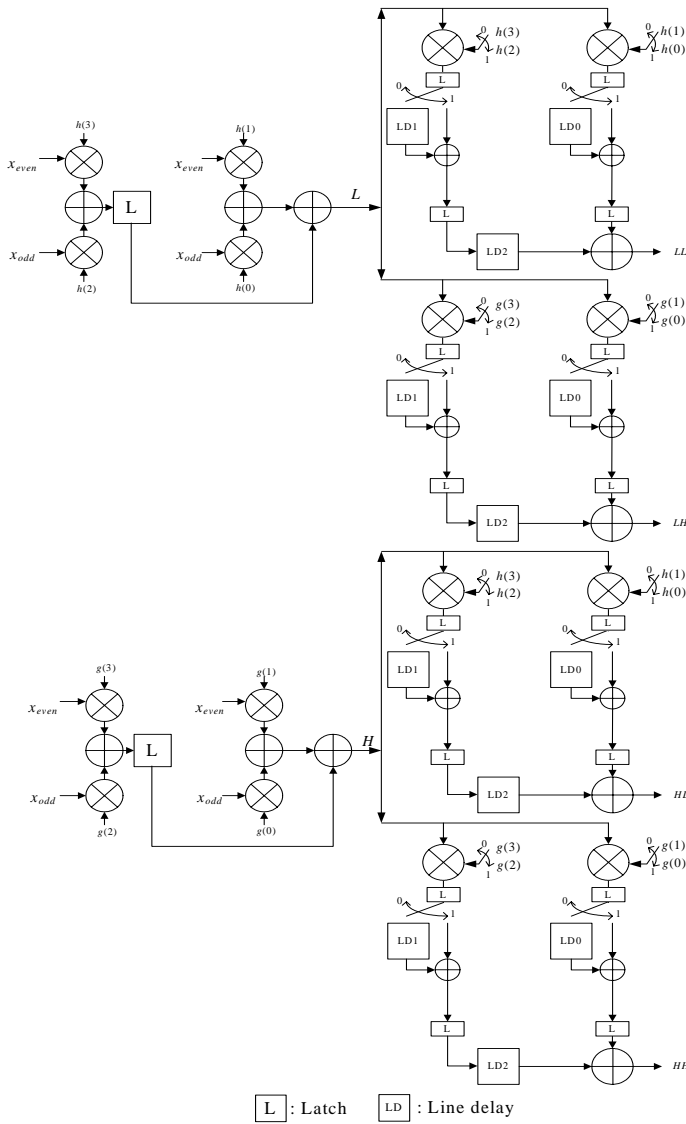 0 h(3) 0 h(1)
1 h(2) 1 h(0)
L L
0 1 0 1
h(3) h(1)
LD1 LD0
x_even x_even
L L
L L
x_odd x_odd
LD2 LL
h(2) h(0)
0 g(3) 0 g(1)
1 g(2) 1 g(0)
L L
0 1 0 1
LD1 LD0
L L
LD2 LH
0 h(3) 0 h(1)
1 h(2) 1 h(0)
L L
0 1 0 1
g(3) g(1)
LD1 LD0
x_even x_even
L H
L L
x_odd x_odd
LD2 HL
g(2) g(0)
0 g(3) 0 g(1)
1 g(2) 1 g(0)
L L
0 1 0 1
LD1 LD0
L L
LD2 HH
L : Latch LD : Line delay